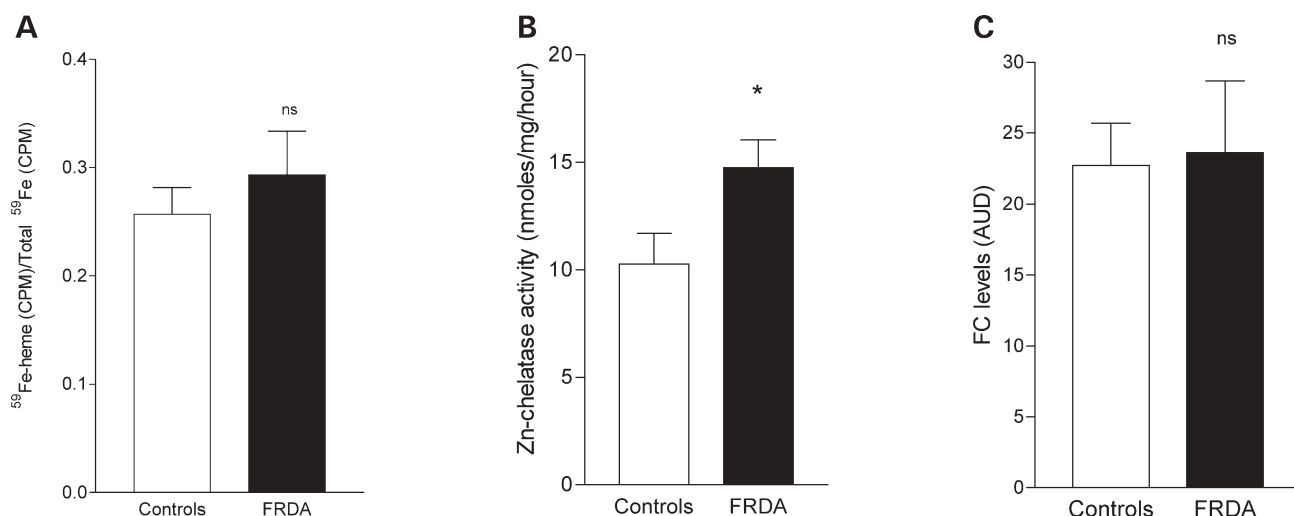 A
⁵⁹Fe-heme (CPM)/Total ⁵⁹Fe (CPM)
0.4
0.3
0.2
0.1
0.0
ns
Controls FRDA
B
Zn-chelatase activity (nmoles/mg/hour)
20
15
10
5
0
*
Controls FRDA
C
FC levels (AUD)
30
25
20
15
10
5
0
ns
Controls FRDA